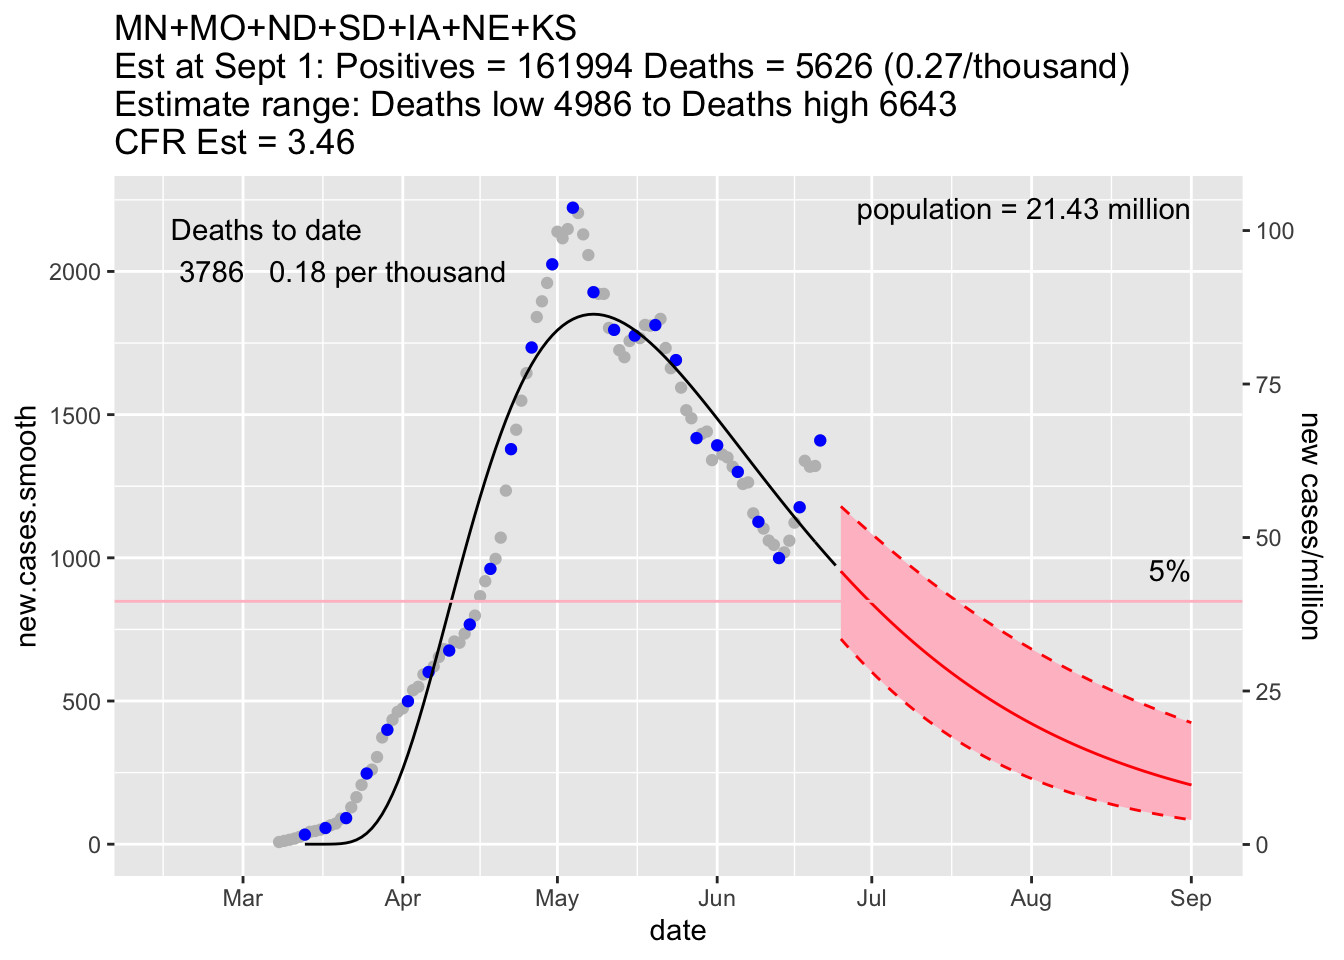 MN+MO+ND+SD+IA+NE+KS
Est at Sept 1: Positives = 161994 Deaths = 5626 (0.27/thousand)
Estimate range: Deaths low 4986 to Deaths high 6643
CFR Est = 3.46
population = 21.43 million
Deaths to date
3786 0.18 per thousand
5%
new.cases.smooth
2000
1500
1000
500
0
100
75
50
25
0
new cases/million
Mar Apr May Jun Jul Aug Sep
date